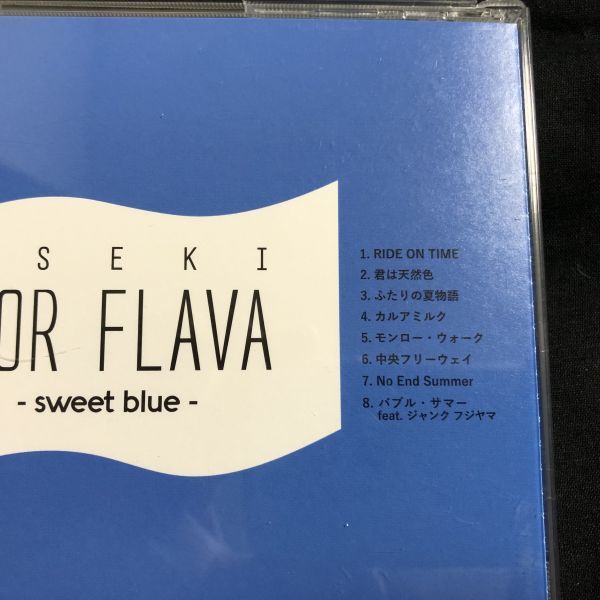 SEKI
OR FLAVA
- sweet blue -
1. RIDE ON TIME
2. 君は天然色
3. ふたりの夏物語
4. カルアミルク
5. モンロー・ウォーク
6. 中央フリーウェイ
7. No End Summer
8. バブル・サマー
feat. ジャンク フジヤマ